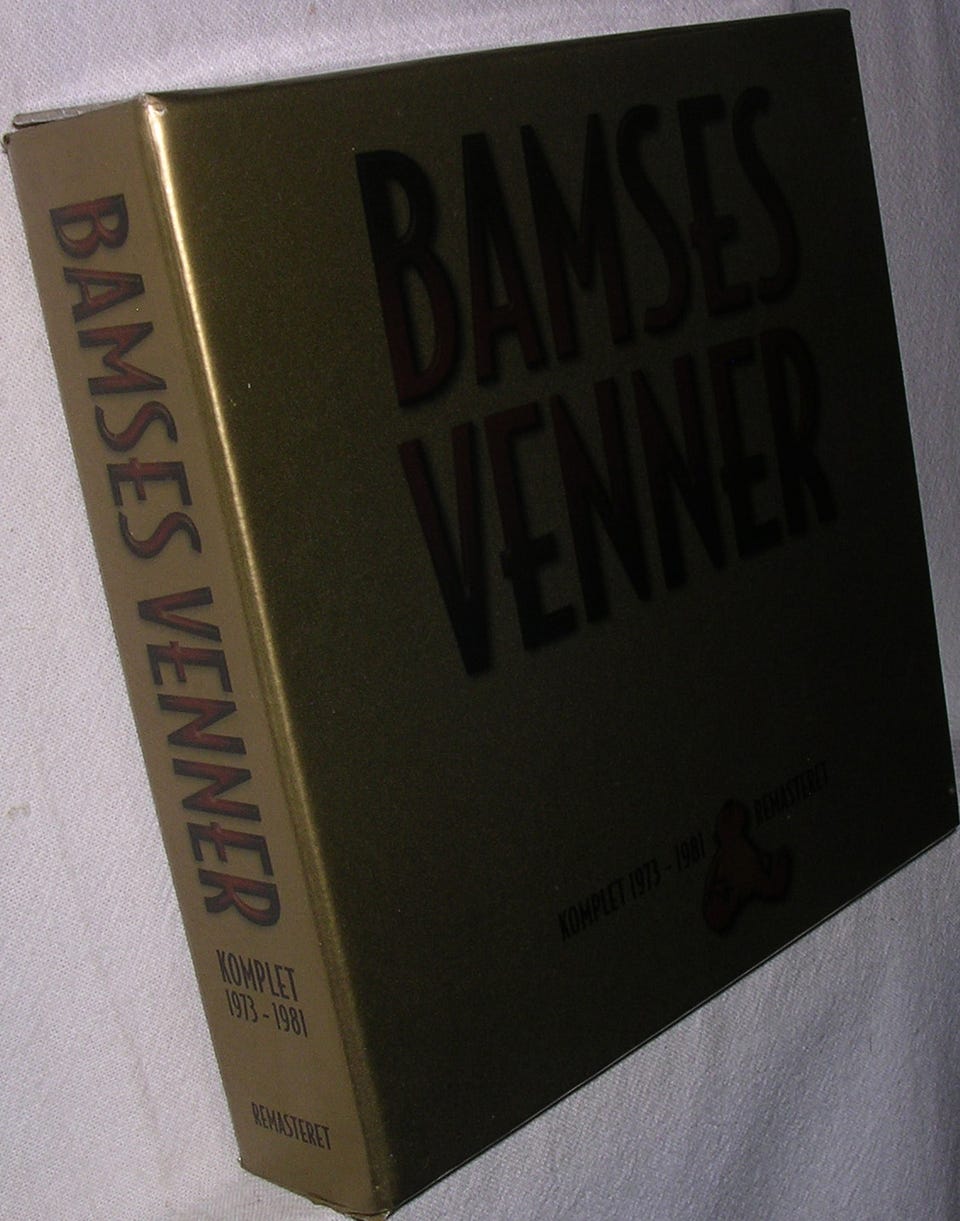 BAMSES VENNER
KOMPLET
1973 - 1981
REMASTERET
BAMSES
VENNER
KOMPLET 1973 - 1981 REMASTERET